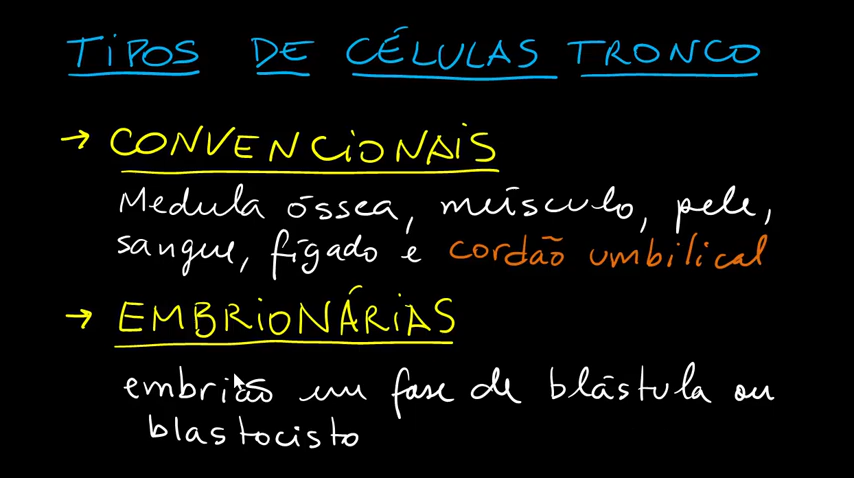 TIPOS DE CÉLULAS TRONCO
→ CONVENCIONAIS
Medula óssea, músculo, pele,
sangue, fígado e cordão umbilical
→ EMBRIONÁRIAS
embrião em fase de blástula ou
blastocisto